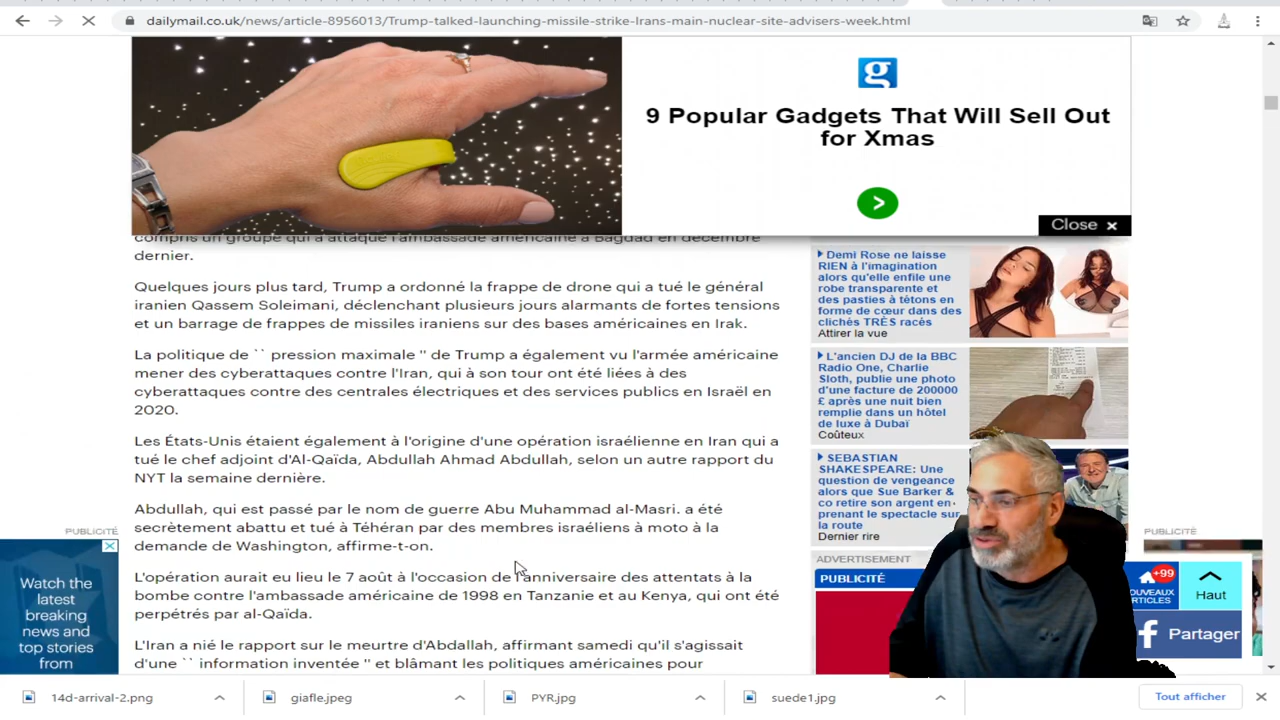 dailymail.co.uk/news/article-8956013/Trump-talked-launching-missile-strike-Irans-main-nuclear-site-advisers-week.html
g
9 Popular Gadgets That Will Sell Out
for Xmas
Close ×
compris un groupe qui a attaqué l'ambassade américaine à Bagdad en décembre
dernier.
Quelques jours plus tard, Trump a ordonné la frappe de drone qui a tué le général
iranien Qassem Soleimani, déclenchant plusieurs jours alarmants de fortes tensions
et un barrage de frappes de missiles iraniens sur des bases américaines en Irak.
La politique de `` pression maximale '' de Trump a également vu l'armée américaine
mener des cyberattaques contre l'Iran, qui à son tour ont été liées à des
cyberattaques contre des centrales électriques et des services publics en Israël en
2020.
Les États-Unis étaient également à l'origine d'une opération israélienne en Iran qui a
tué le chef adjoint d'Al-Qaïda, Abdullah Ahmad Abdullah, selon un autre rapport du
NYT la semaine dernière.
Abdullah, qui est passé par le nom de guerre Abu Muhammad al-Masri. a été
secrètement abattu et tué à Téhéran par des membres israéliens à moto à la
demande de Washington, affirme-t-on.
L'opération aurait eu lieu le 7 août à l'occasion de l'anniversaire des attentats à la
bombe contre l'ambassade américaine de 1998 en Tanzanie et au Kenya, qui ont été
perpétrés par al-Qaïda.
L'Iran a nié le rapport sur le meurtre d'Abdallah, affirmant samedi qu'il s'agissait
d'une `` information inventée '' et blâmant les politiques américaines pour
Demi Rose ne laisse
RIEN à l'imagination
alors qu'elle enfile une
robe transparente et
des pasties à tétons en
forme de cœur dans des
clichés TRÈS racés
Attirer la vue
L'ancien DJ de la BBC
Radio One, Charlie
Sloth, publie une photo
d'une facture de 200000
£ après une nuit bien
remplie dans un hôtel
de luxe à Dubaï
Coûteux
SEBASTIAN
SHAKESPEARE: Une
question de vengeance
alors que Sue Barker &
co retire son argent en
prenant le spectacle sur
la route
Dernier rire
ADVERTISEMENT
PUBLICITÉ
PUBLICITÉ
Watch the
latest
breaking
news and
top stories
from
PUBLICITÉ
+99
OUVEAUX
ARTICLES
Haut
f Partager
14d-arrival-2.png
giafle.jpeg
PYR.jpg
suede1.jpg
Tout afficher